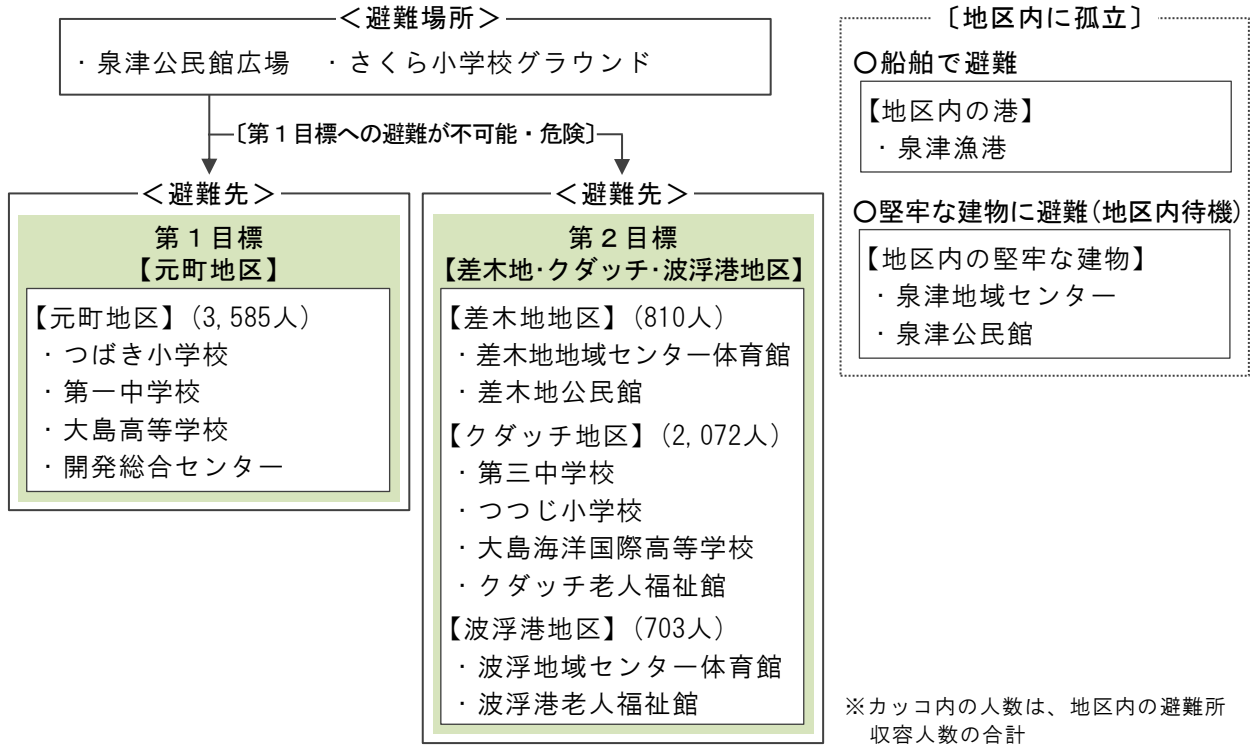 ＜避難場所＞
・泉津公民館広場　・さくら小学校グラウンド
〔第１目標への避難が不可能・危険〕
＜避難先＞
第１目標
【元町地区】
【元町地区】(3,585人)
・つばき小学校
・第一中学校
・大島高等学校
・開発総合センター
＜避難先＞
第２目標
【差木地・クダッチ・波浮港地区】
【差木地地区】(810人)
・差木地地域センター体育館
・差木地公民館
【クダッチ地区】(2,072人)
・第三中学校
・つつじ小学校
・大島海洋国際高等学校
・クダッチ老人福祉館
【波浮港地区】(703人)
・波浮地域センター体育館
・波浮港老人福祉館
〔地区内に孤立〕
○船舶で避難
【地区内の港】
・泉津漁港
○堅牢な建物に避難(地区内待機)
【地区内の堅牢な建物】
・泉津地域センター
・泉津公民館
※カッコ内の人数は、地区内の避難所
収容人数の合計